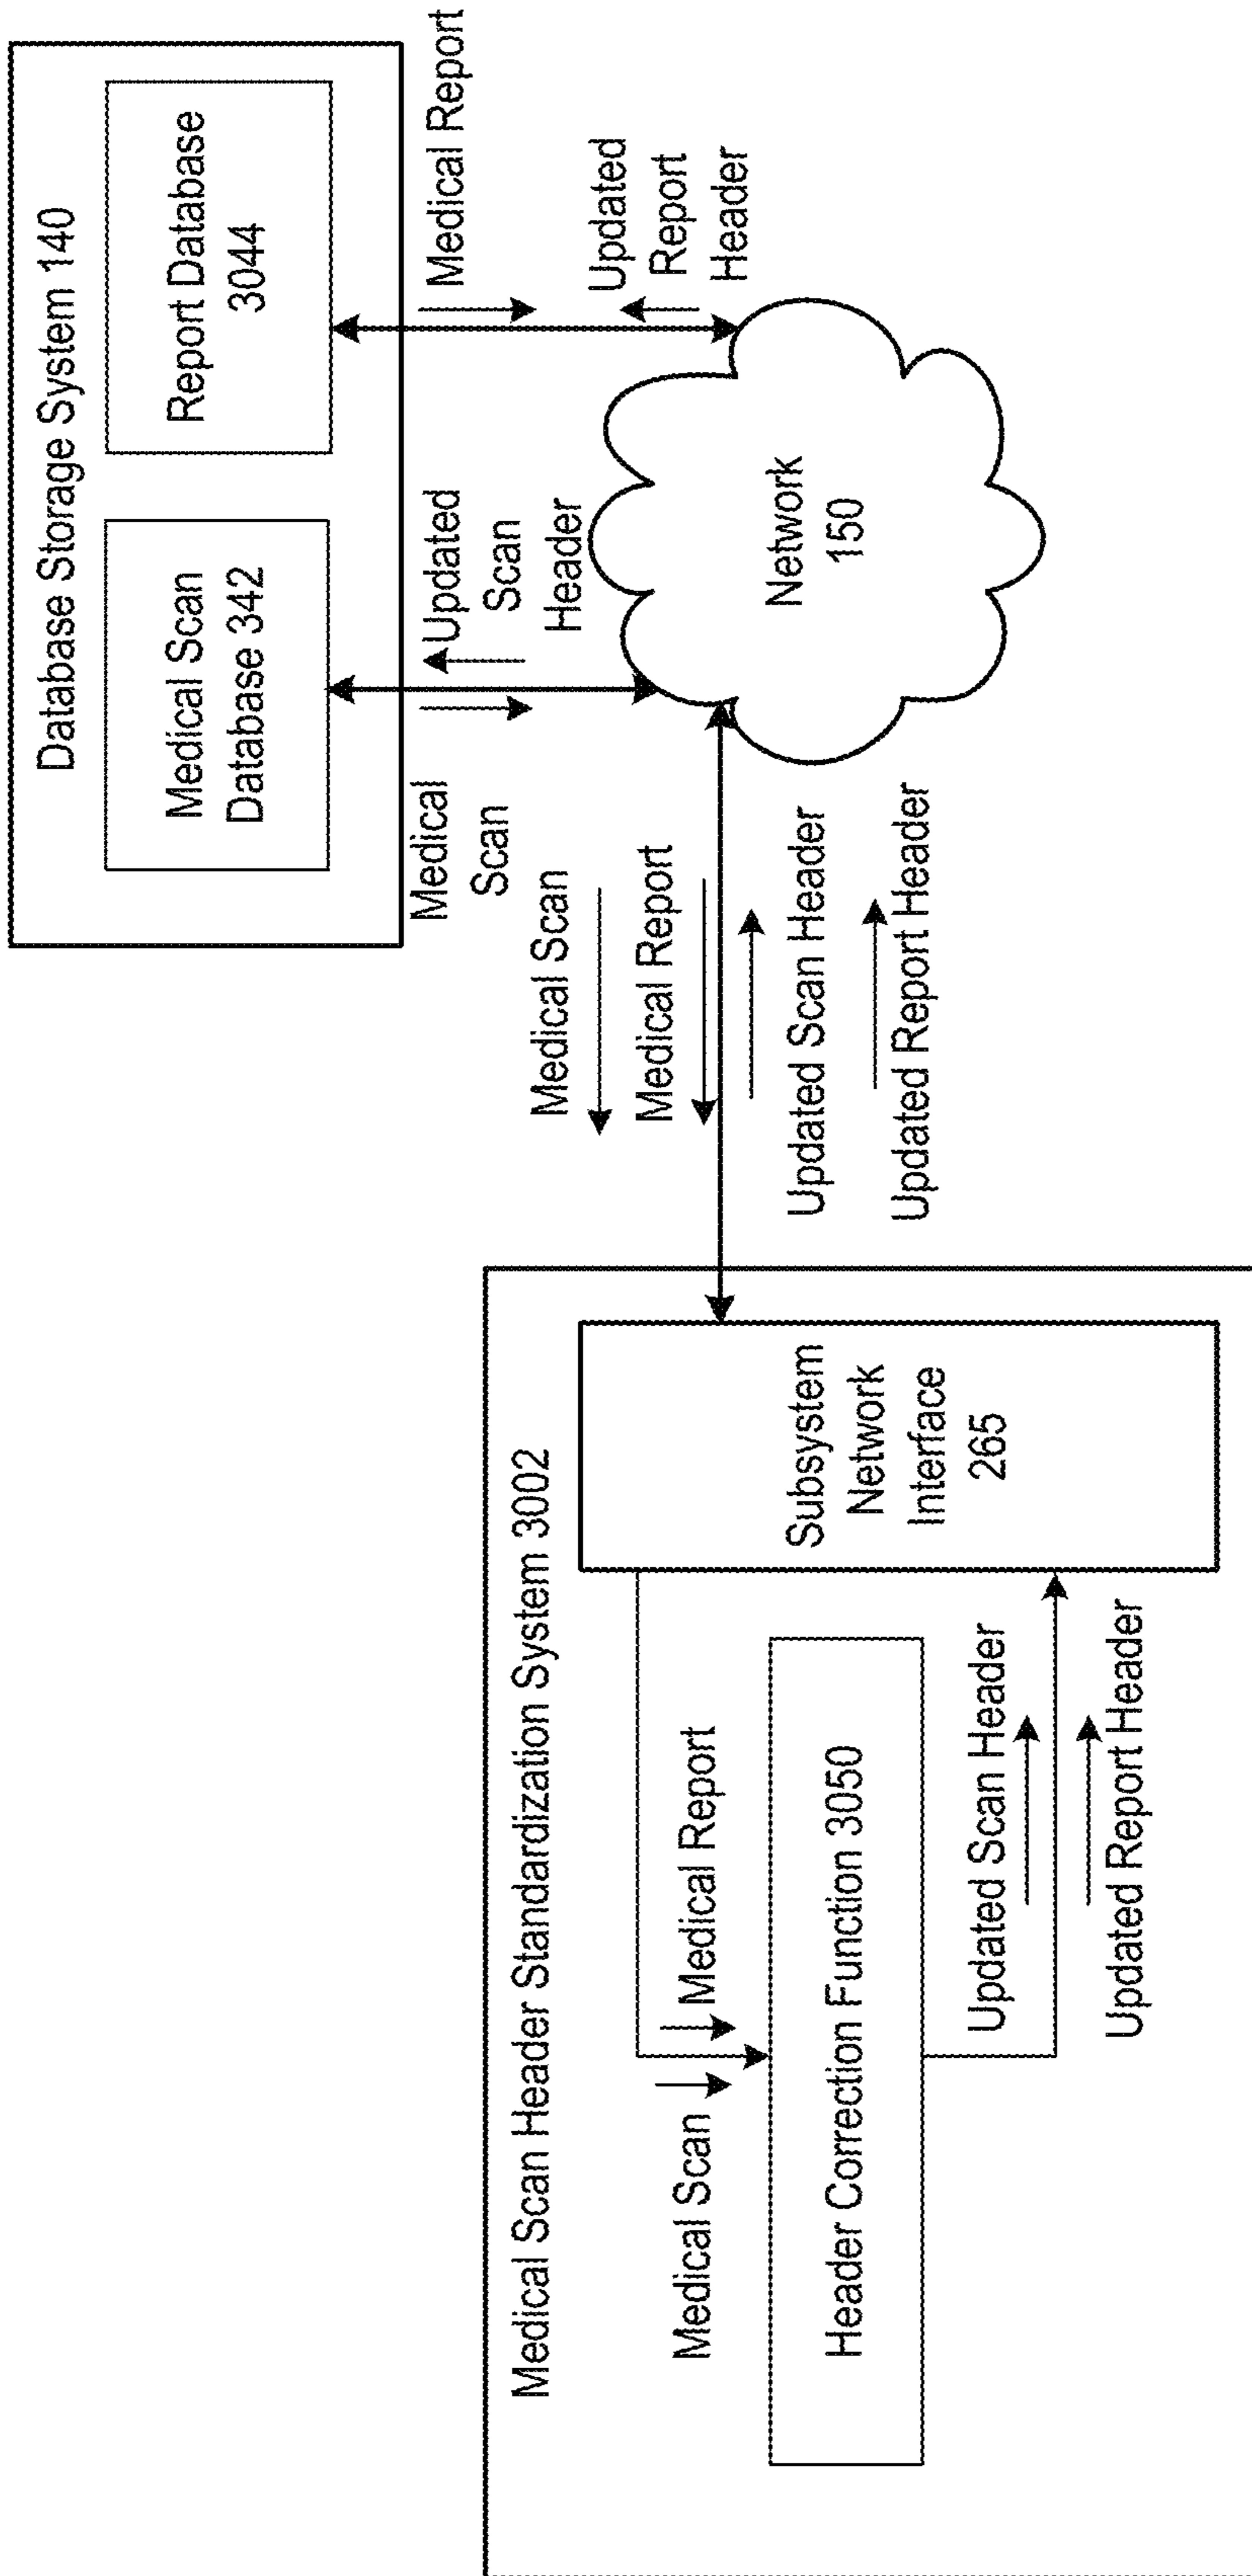 Database Storage System 140
Medical Scan
Database 342
Report Database
3044
Medical
Scan
Updated
Scan
Header
Medical Report
Updated
Report
Header
Medical Scan
Medical Report
Updated Scan Header
Updated Report Header
Network
150
Medical Scan Header Standardization System 3002
Medical Scan
Medical Report
Header Correction Function 3050
Updated Scan Header
Updated Report Header
Subsystem
Network
Interface
265